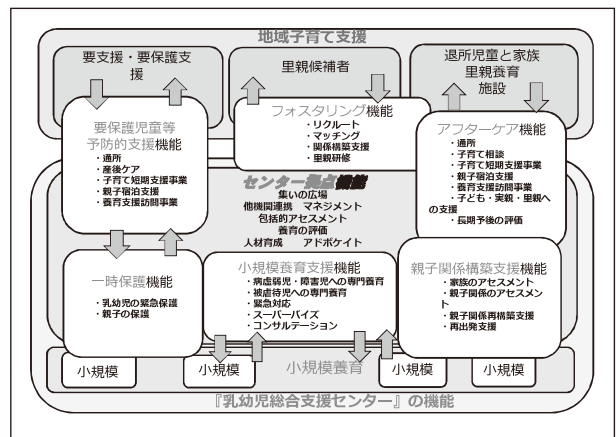 地域子育て支援
要支援・要保護支
援
里親候補者
退所児童と家族
里親養育
施設
要保護児童等
予防的支援機能
・通所
・産後ケア
・子育て短期支援事業
・親子宿泊支援
・養育支援訪問事業
フォスタリング機能
・リクルート
・マッチング
・関係構築支援
・里親研修
アフターケア機能
・通所
・子育て相談
・子育て短期支援事業
・親子宿泊支援
・養育支援訪問事業
・子ども・実親・里親へ
の支援
・長期予後の評価
センター拠点機能
集いの広場
他機関連携 マネジメント
包括的アセスメント
養育の評価
人材育成 アドボケイト
一時保護機能
・乳幼児の緊急保護
・親子の保護
小規模養育支援機能
・病虚弱児・障害児への専門養育
・被虐待児への専門養育
・緊急対応
・スーパーバイズ
・コンサルテーション
親子関係構築支援機能
・家族のアセスメント
・親子関係のアセスメン
ト
・親子関係再構築支援
・再出発支援
小規模
小規模
小規模養育
小規模
小規模
『乳幼児総合支援センター』の機能